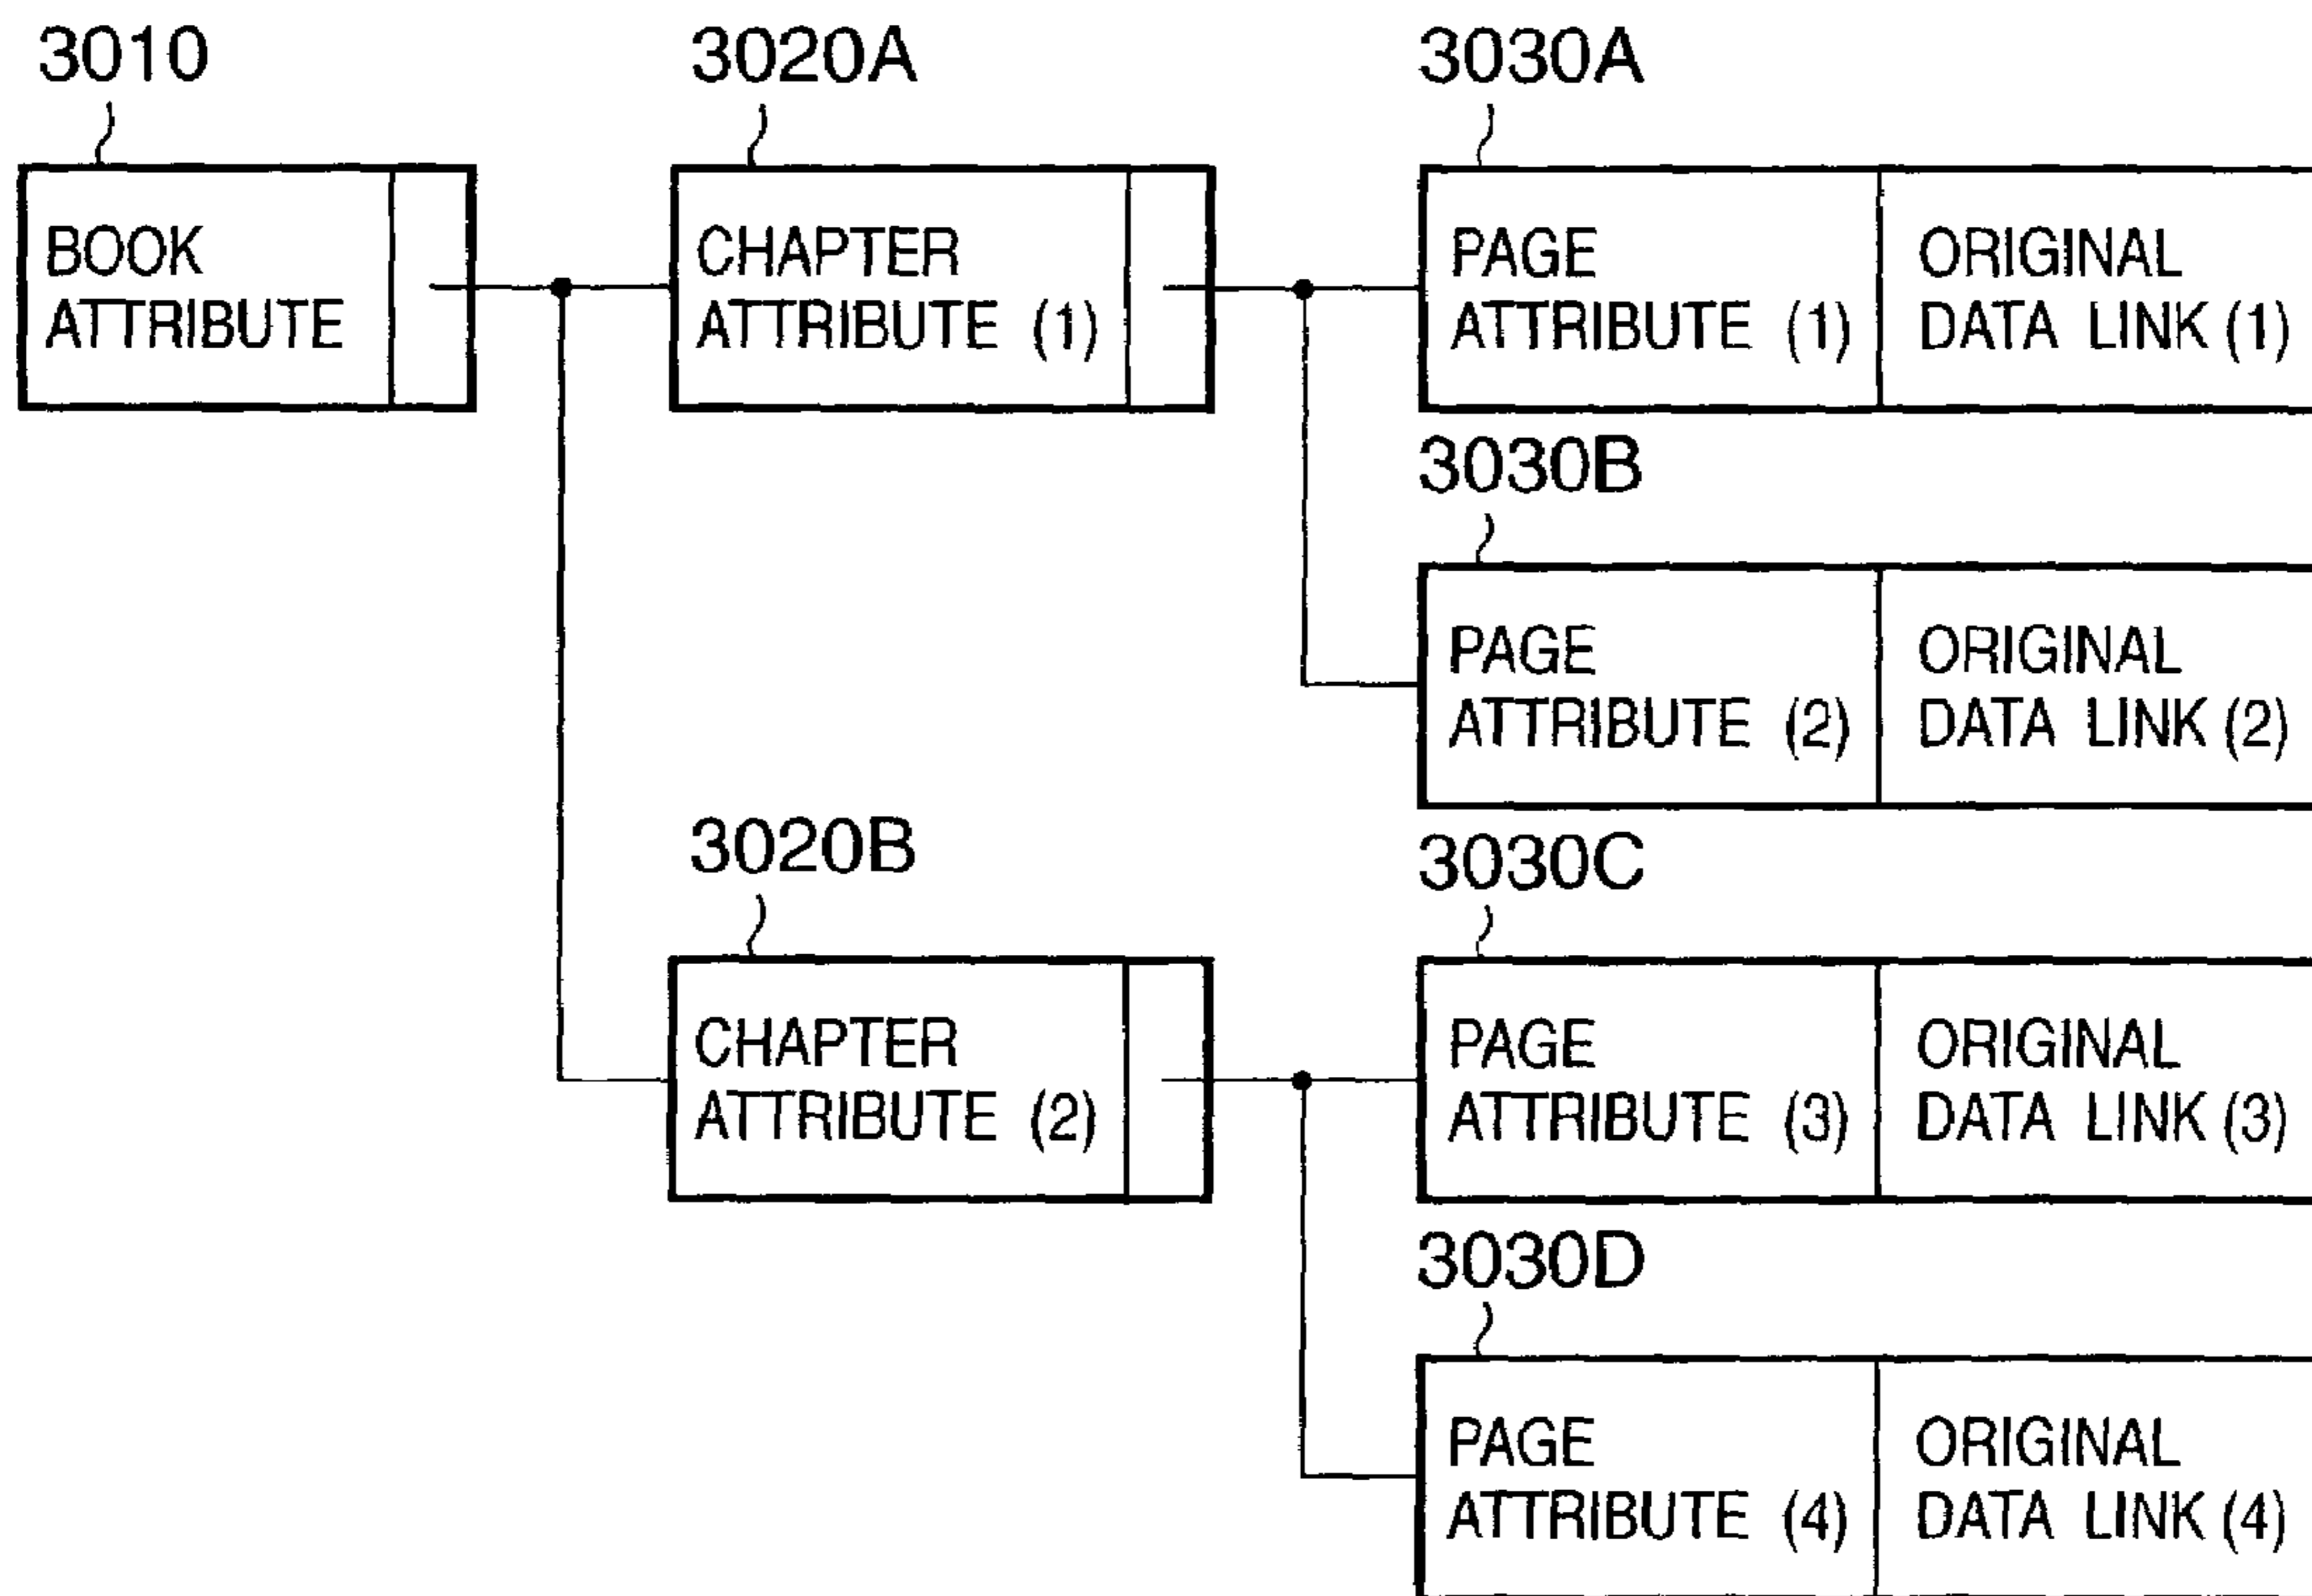 3010
3020A
3030A
BOOK
ATTRIBUTE
CHAPTER
ATTRIBUTE (1)
PAGE
ATTRIBUTE (1)
ORIGINAL
DATA LINK (1)
3030B
PAGE
ATTRIBUTE (2)
ORIGINAL
DATA LINK (2)
3020B
3030C
CHAPTER
ATTRIBUTE (2)
PAGE
ATTRIBUTE (3)
ORIGINAL
DATA LINK (3)
3030D
PAGE
ATTRIBUTE (4)
ORIGINAL
DATA LINK (4)